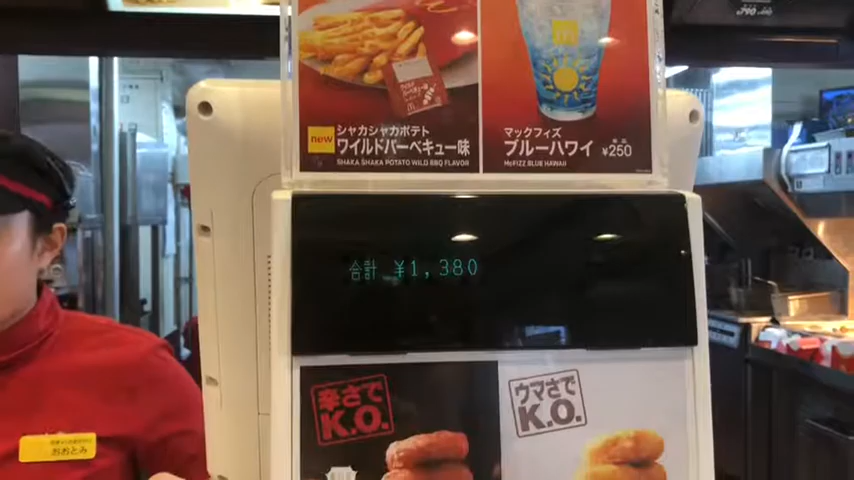 new
シャカシャカポテト
ワイルドバーベキュー味
SHAKA SHAKA POTATO WILD BBQ FLAVOR
マックフィズ
ブルーハワイ
¥250
McFIZZ BLUE HAWAII
合計 ¥1,380
辛さで
K.O.
ウマさで
K.O.
おおとみ